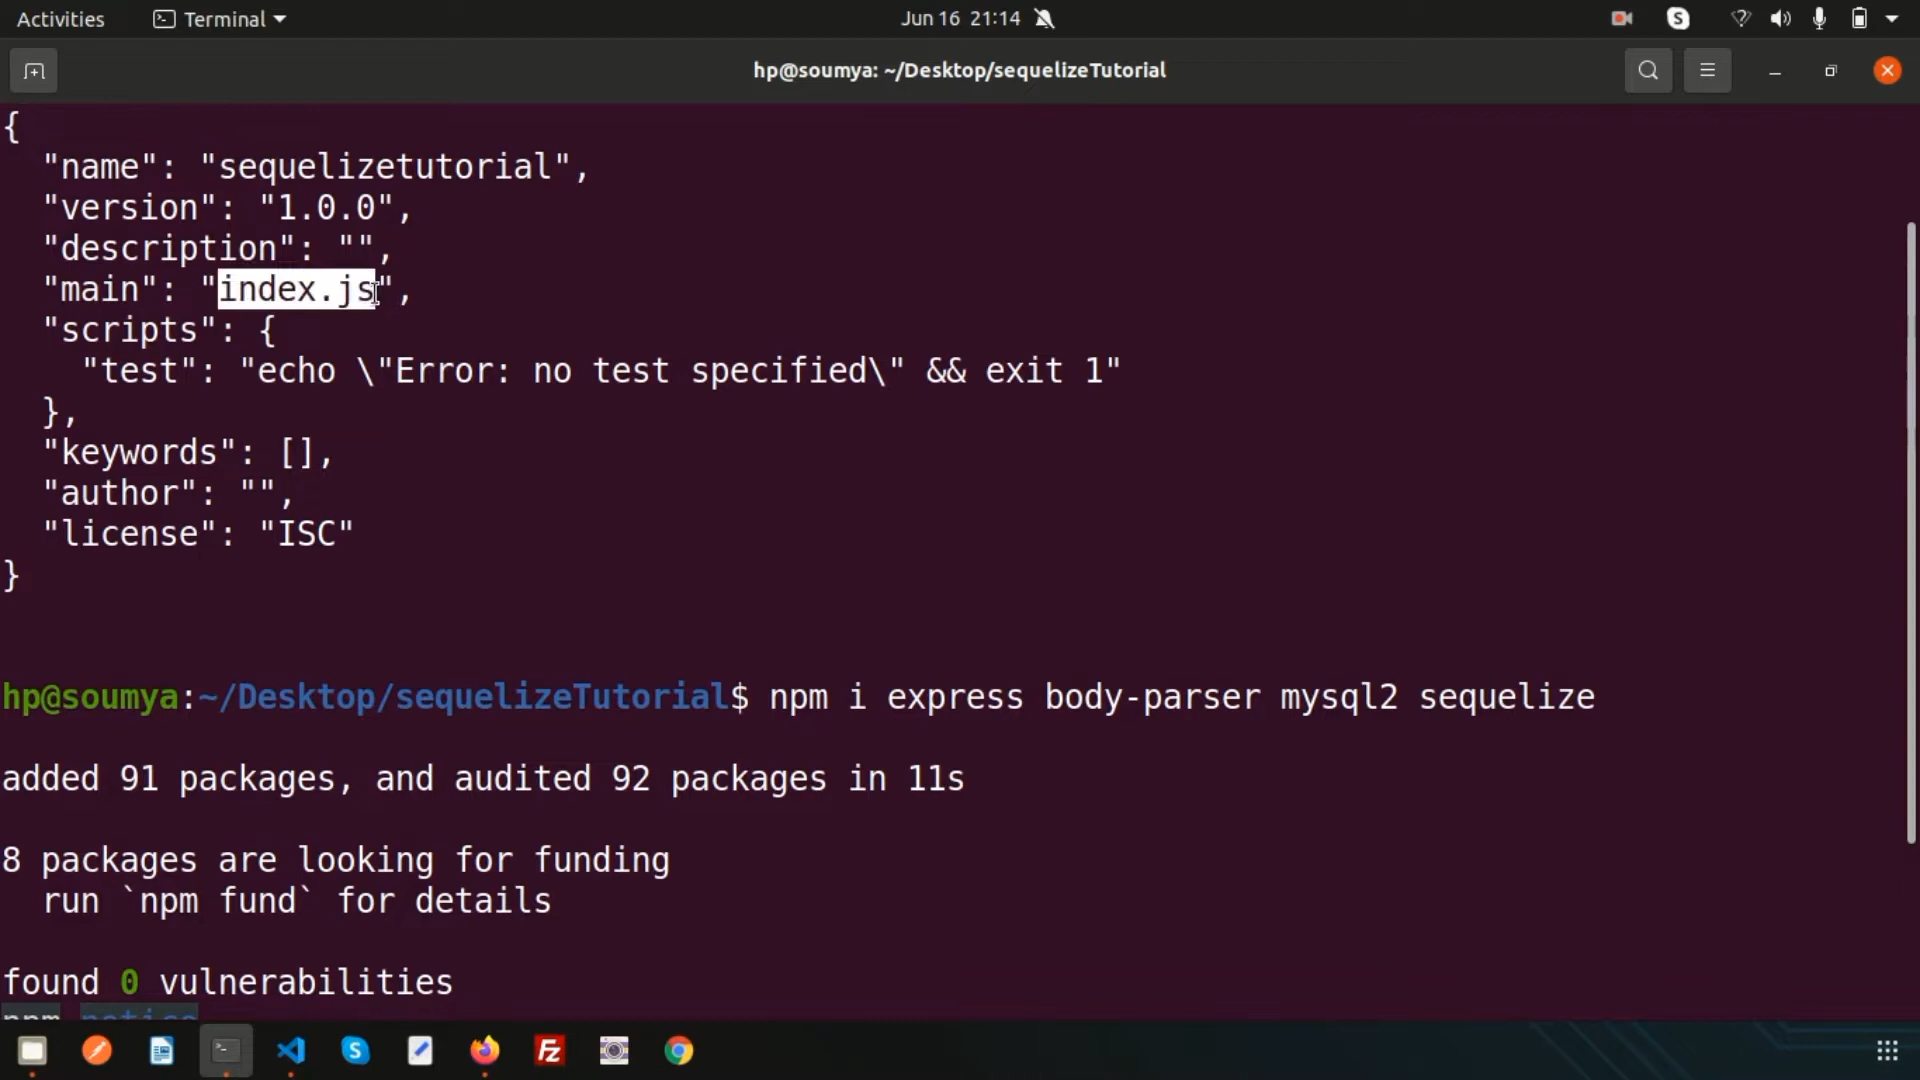 Activities Terminal Jun 16 21:14
hp@soumya: ~/Desktop/sequelizeTutorial
{
"name": "sequelizetutorial",
"version": "1.0.0",
"description": "",
"main": "index.js",
"scripts": {
"test": "echo \"Error: no test specified\" && exit 1"
},
"keywords": [],
"author": "",
"license": "ISC"
}
hp@soumya:~/Desktop/sequelizeTutorial$ npm i express body-parser mysql2 sequelize
added 91 packages, and audited 92 packages in 11s
8 packages are looking for funding
run `npm fund` for details
found 0 vulnerabilities
npm notice